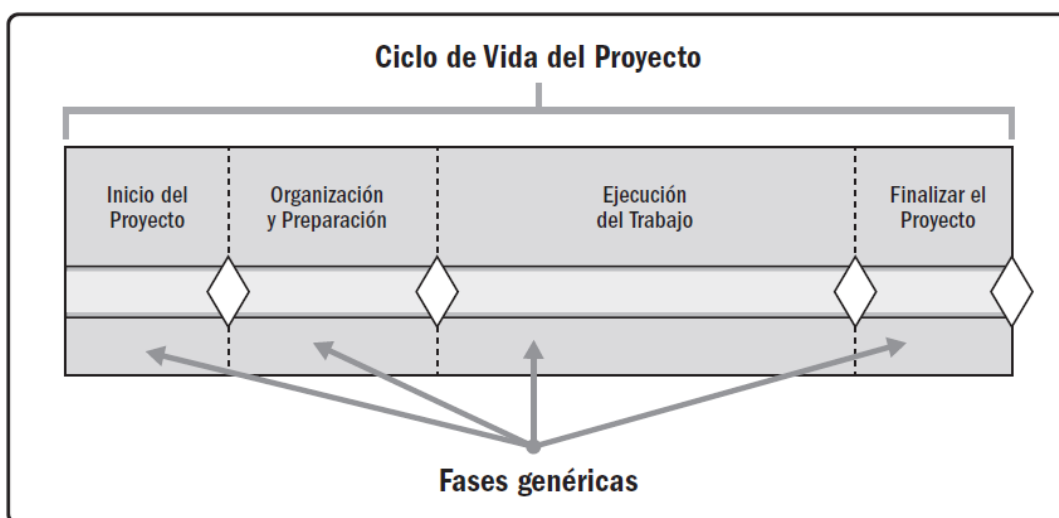 Ciclo de Vida del Proyecto
Inicio del
Proyecto
Organización
y Preparación
Ejecución
del Trabajo
Finalizar el
Proyecto
Fases genéricas